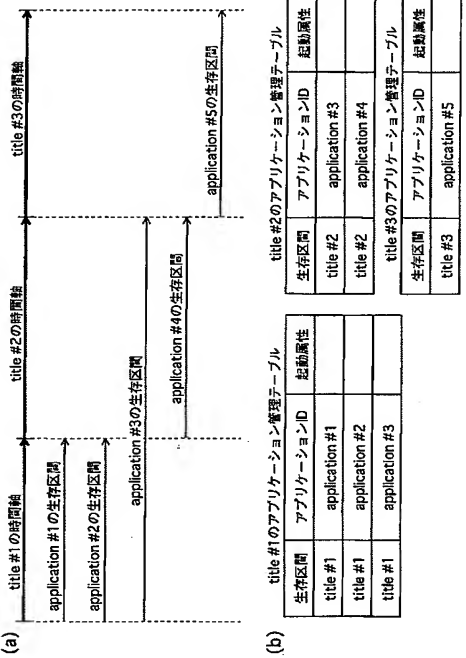 (a)
title #1の時間軸 title #2の時間軸 title #3の時間軸
application #1の生存区間
application #2の生存区間
application #3の生存区間
application #4の生存区間
application #5の生存区間
(b)
title #1のアプリケーション管理テーブル
生存区間 アプリケーションID 起動属性
title #1 application #1
title #1 application #2
title #1 application #3
title #2のアプリケーション管理テーブル
生存区間 アプリケーションID 起動属性
title #2 application #3
title #2 application #4
title #3のアプリケーション管理テーブル
生存区間 アプリケーションID 起動属性
title #3 application #5